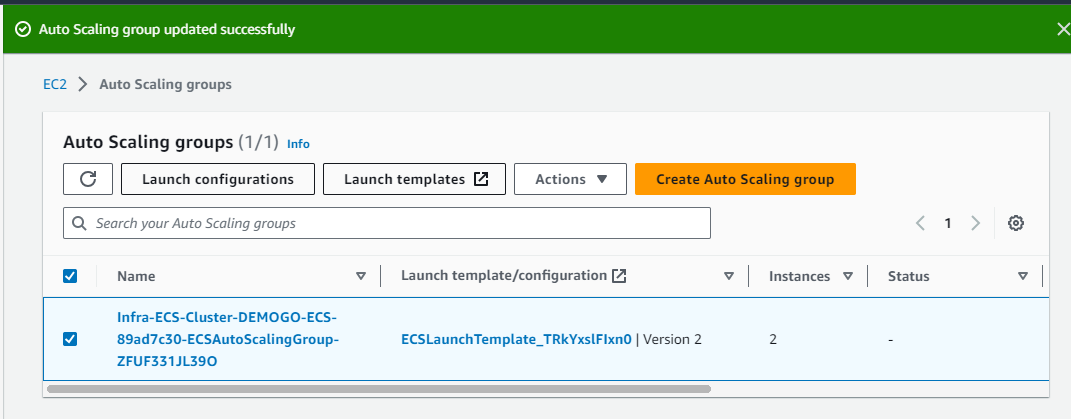 Auto Scaling group updated successfully
EC2 > Auto Scaling groups
Auto Scaling groups (1/1) Info
Launch configurations Launch templates Actions Create Auto Scaling group
Search your Auto Scaling groups 1
Name Launch template/configuration Instances Status
Infra-ECS-Cluster-DEMOGO-ECS-
89ad7c30-ECSAutoScalingGroup- ECSLaunchTemplate_TRkYxslFIxn0 | Version 2 2 -
ZFUF331JL39O